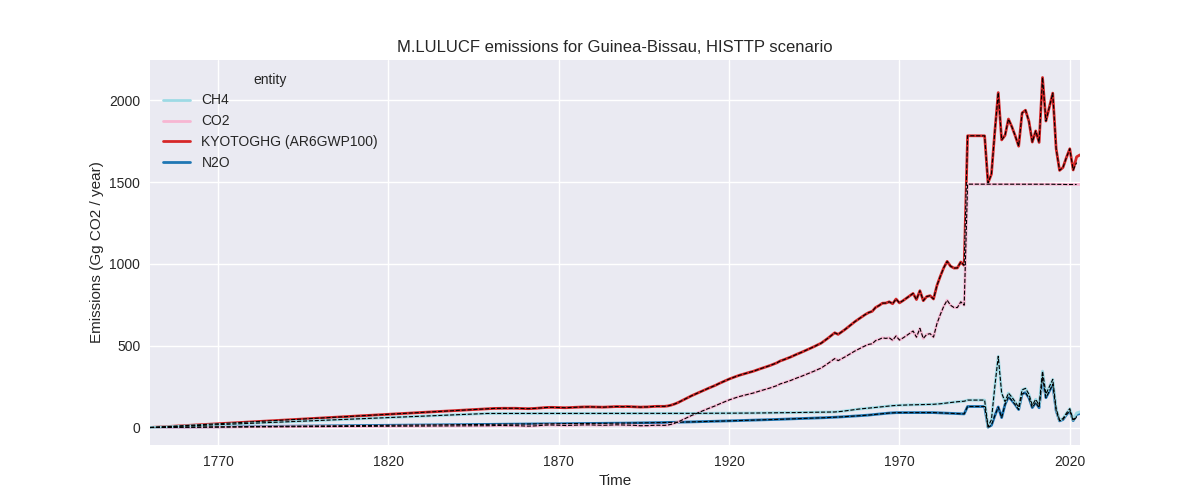 M.LULUCF emissions for Guinea-Bissau, HISTTP scenario
entity
CH4
CO2
KYOTOGHG (AR6GWP100)
N2O
Emissions (Gg CO2 / year)
2000
1500
1000
500
0
1770 1820 1870 1920 1970 2020
Time